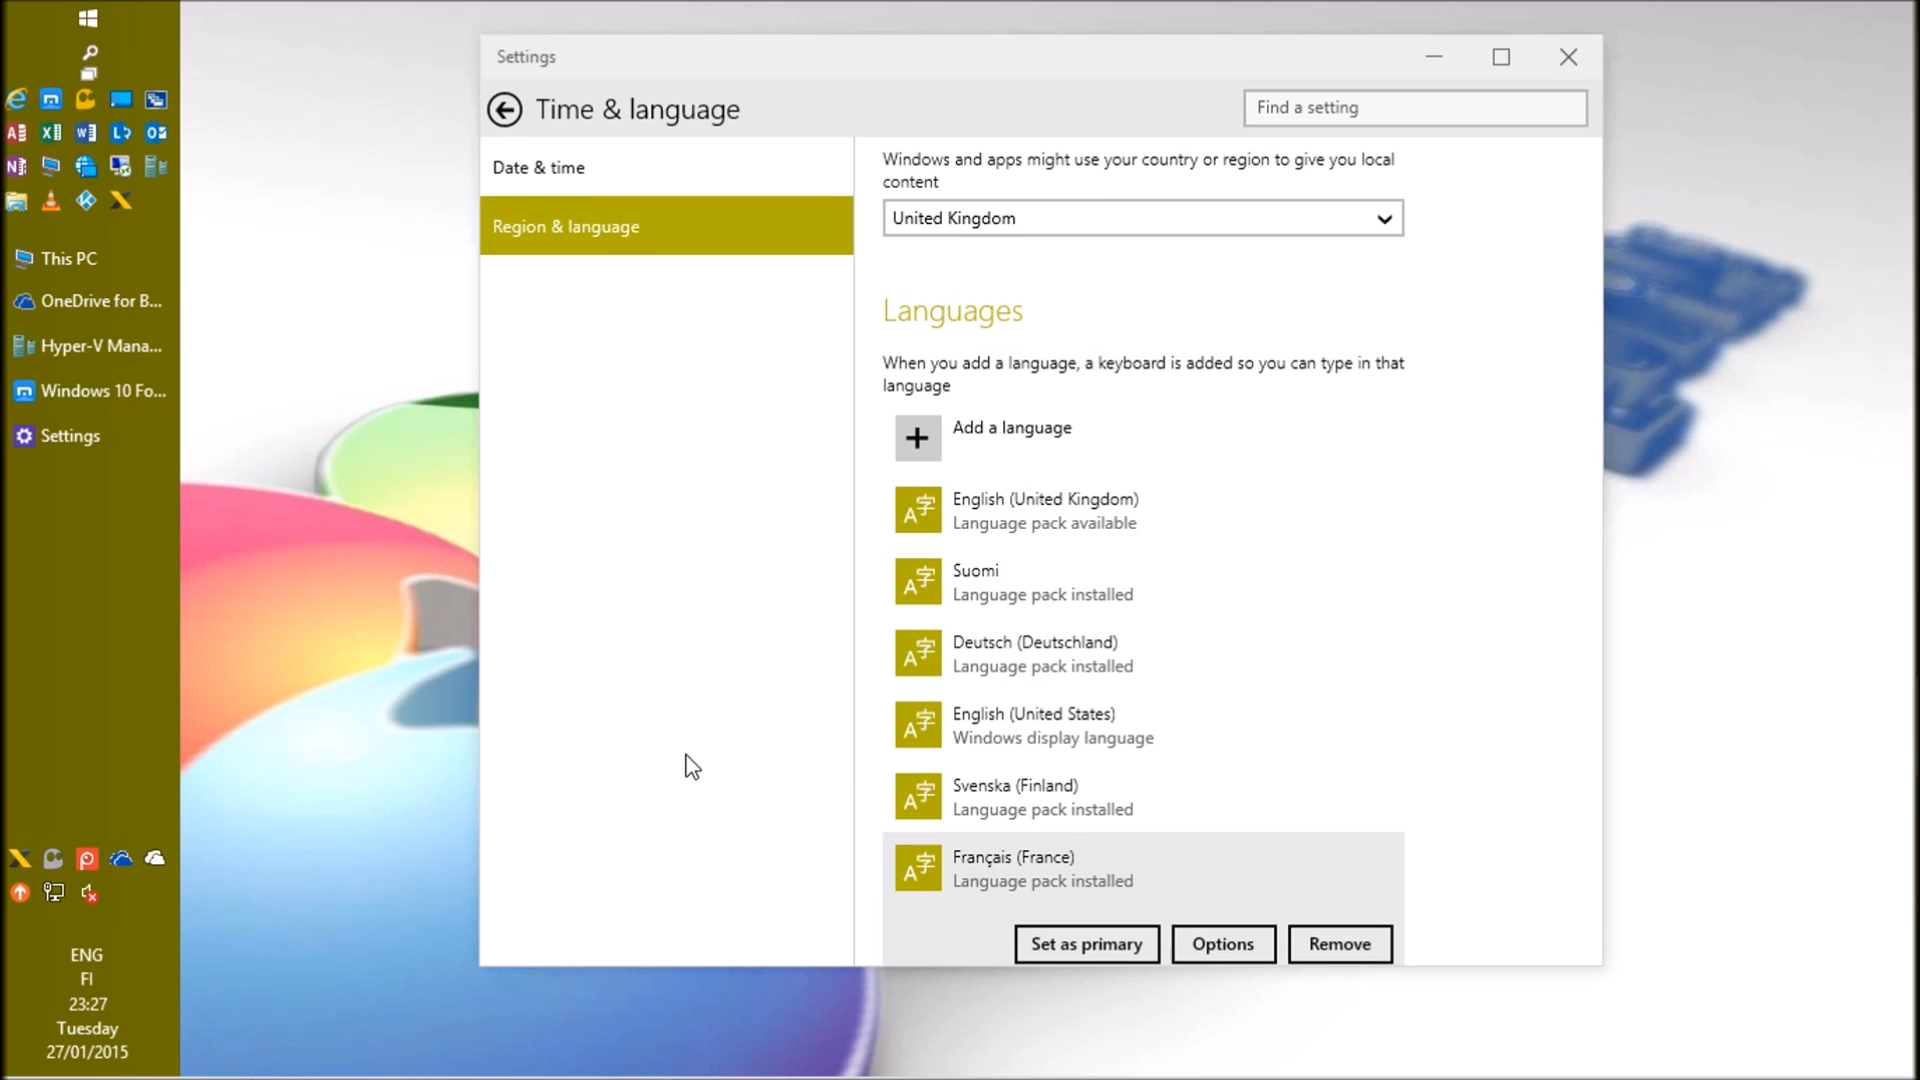 This PC
OneDrive for B...
Hyper-V Mana...
Windows 10 Fo...
Settings
ENG
FI
23:27
Tuesday
27/01/2015
Settings
Time & language
Find a setting
Date & time
Region & language
Windows and apps might use your country or region to give you local
content
United Kingdom
Languages
When you add a language, a keyboard is added so you can type in that
language
Add a language
English (United Kingdom)
Language pack available
Suomi
Language pack installed
Deutsch (Deutschland)
Language pack installed
English (United States)
Windows display language
Svenska (Finland)
Language pack installed
Français (France)
Language pack installed
Set as primary
Options
Remove